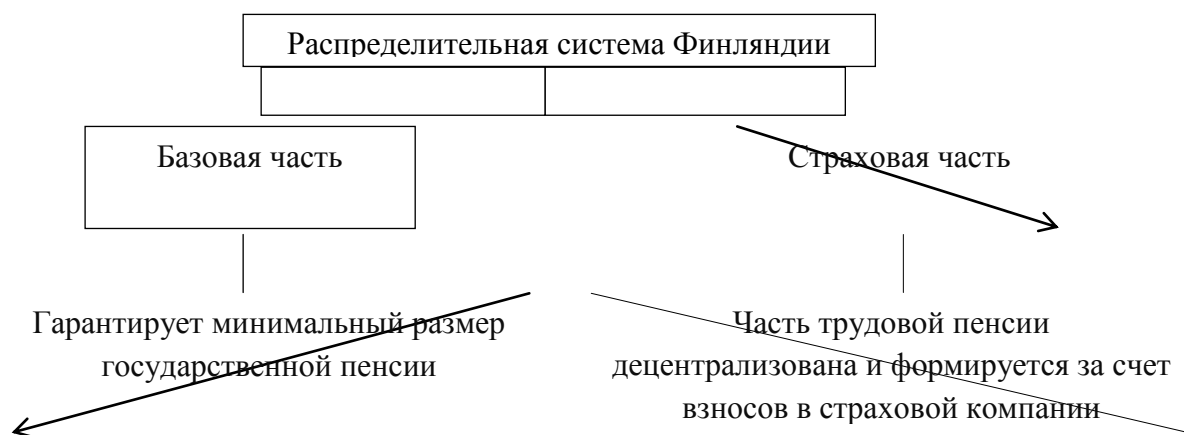 Распределительная система Финляндии
Базовая часть
Страховая часть
Гарантирует минимальный размер
государственной пенсии
Часть трудовой пенсии
децентрализована и формируется за счет
взносов в страховой компании